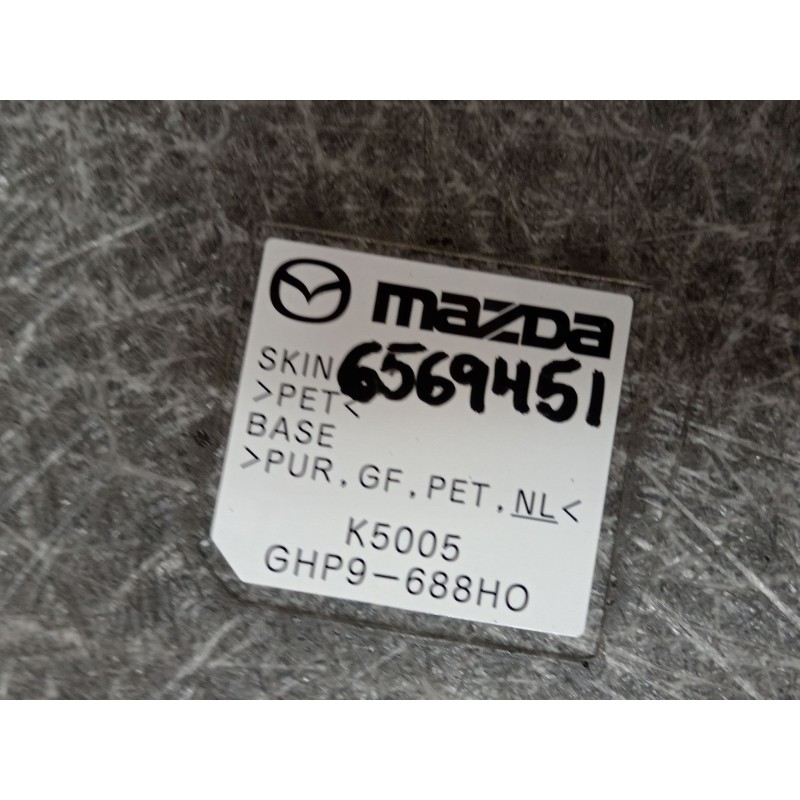 mazda
SKIN 6569451
>PET<
BASE
>PUR,GF,PET,NL<
K5005
GHP9-688H0